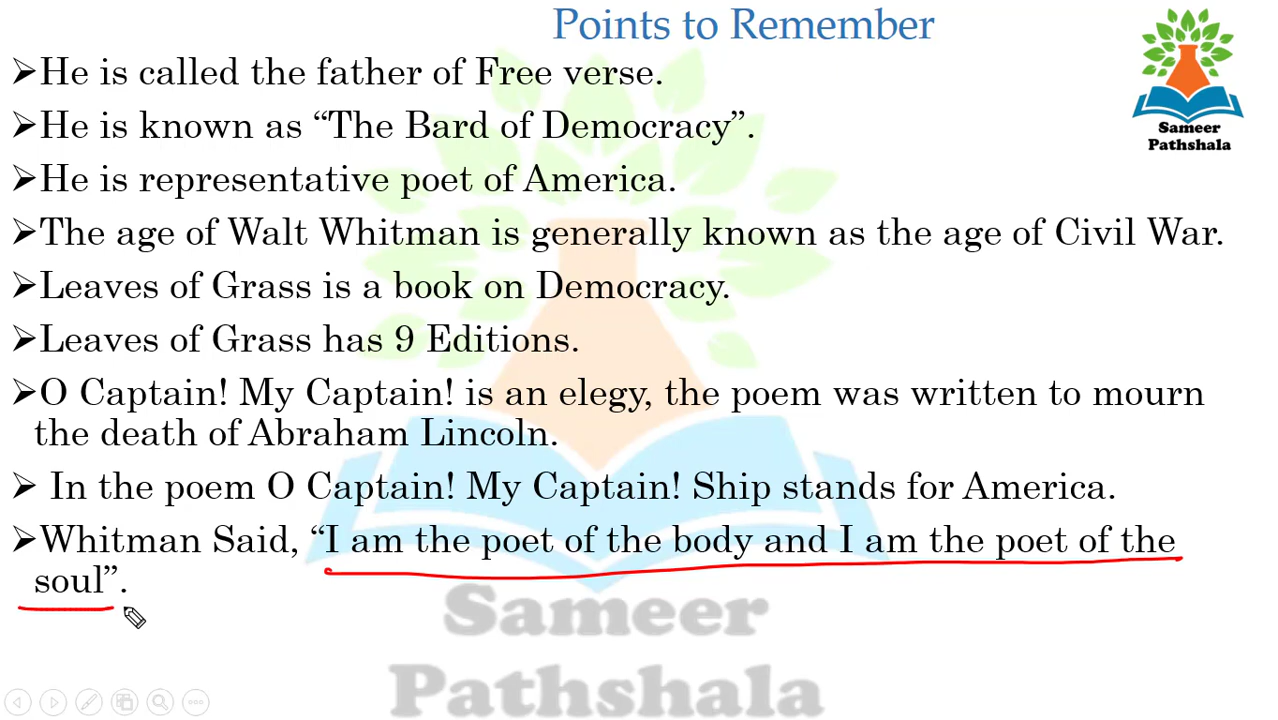 Points to Remember
Sameer
Pathshala
➢He is called the father of Free verse.
➢He is known as “The Bard of Democracy”.
➢He is representative poet of America.
➢The age of Walt Whitman is generally known as the age of Civil War.
➢Leaves of Grass is a book on Democracy.
➢Leaves of Grass has 9 Editions.
➢O Captain! My Captain! is an elegy, the poem was written to mourn
the death of Abraham Lincoln.
➢ In the poem O Captain! My Captain! Ship stands for America.
➢Whitman Said, “I am the poet of the body and I am the poet of the
soul”.
Sameer
Pathshala